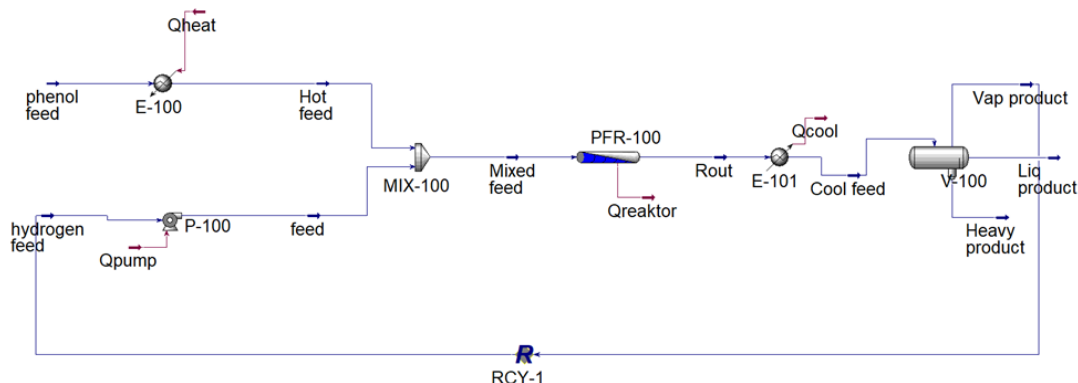 Qheat
phenol
feed
E-100
Hot
feed
MIX-100
Mixed
feed
PFR-100
Qreaktor
Rout
Qcool
E-101
Cool feed
V-100
Vap product
Liq
product
Heavy
product
hydrogen
feed
P-100
Qpump
feed
R
RCY-1